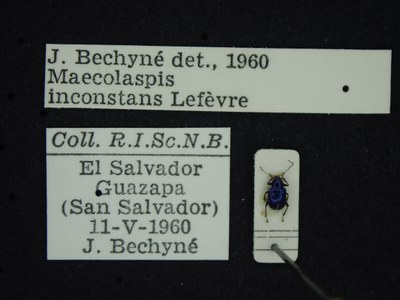 J. Bechyné det., 1960
Maecolaspis
inconstans Lefèvre
Coll. R.I.Sc.N.B.
El Salvador
Guazapa
(San Salvador)
11-V-1960
J. Bechyné